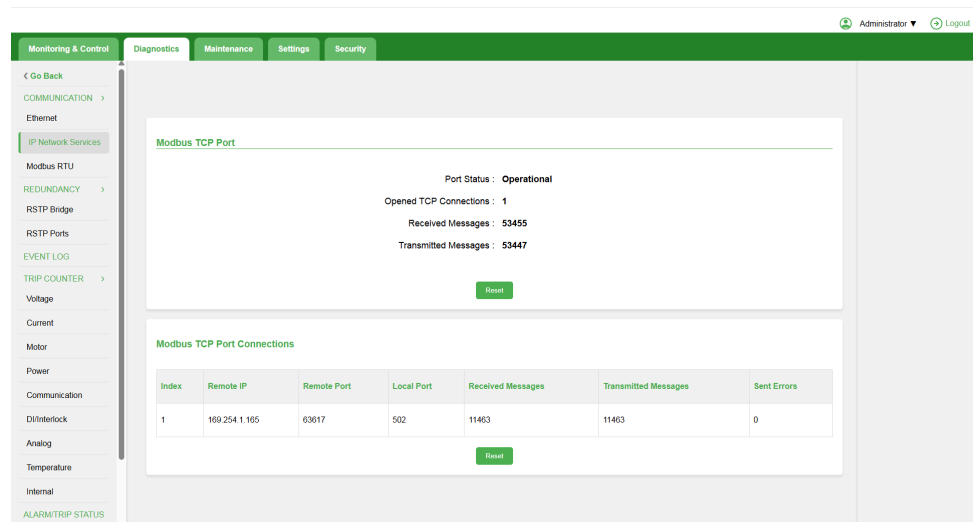 Administrator ▼ Logout
Monitoring & Control Diagnostics Maintenance Settings Security
< Go Back
COMMUNICATION >
Ethernet
IP Network Services
Modbus RTU
REDUNDANCY >
RSTP Bridge
RSTP Ports
EVENT LOG
TRIP COUNTER >
Voltage
Current
Motor
Power
Communication
DI/Interlock
Analog
Temperature
Internal
ALARM/TRIP STATUS
Modbus TCP Port
Port Status : Operational
Opened TCP Connections : 1
Received Messages : 53455
Transmitted Messages : 53447
Reset
Modbus TCP Port Connections
Index Remote IP Remote Port Local Port Received Messages Transmitted Messages Sent Errors
1 169.254.1.165 63617 502 11463 11463 0
Reset